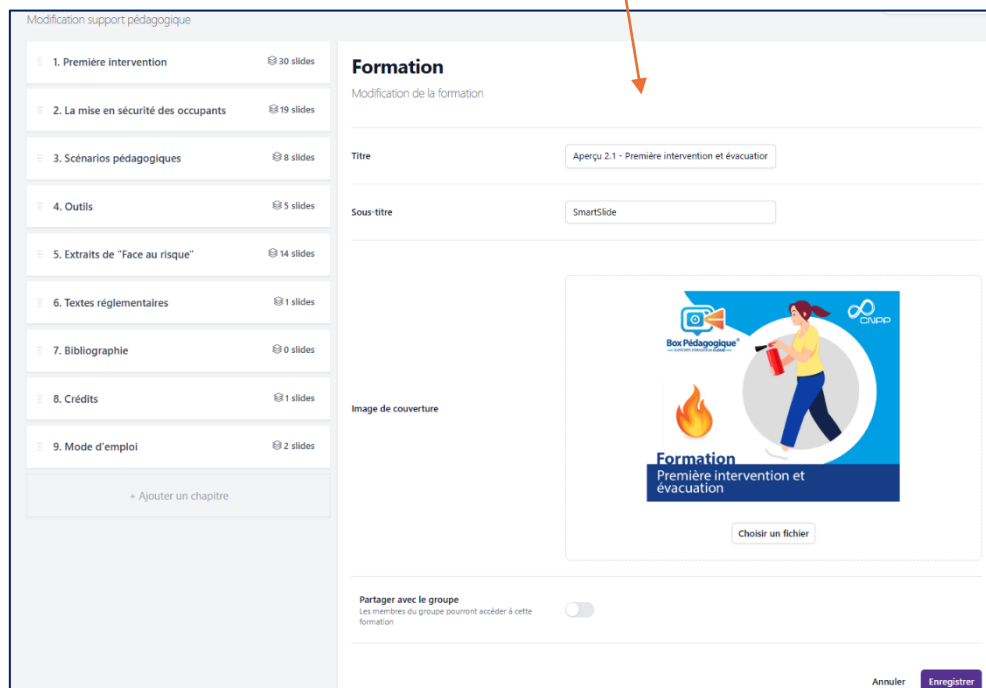 Modification support pédagogique
1. Première intervention 30 slides
2. La mise en sécurité des occupants 19 slides
3. Scénarios pédagogiques 8 slides
4. Outils 5 slides
5. Extraits de "Face au risque" 14 slides
6. Textes réglementaires 1 slides
7. Bibliographie 0 slides
8. Crédits 1 slides
9. Mode d'emploi 2 slides
+ Ajouter un chapitre
Formation
Modification de la formation
Titre
Aperçu 2.1 - Première intervention et évacuation
Sous-titre
SmartSlide
Image de couverture
Box Pédagogique®
CNPP
Formation
Première intervention et
évacuation
Choisir un fichier
Partager avec le groupe
Les membres du groupe pourront accéder à cette
formation
Annuler Enregistrer